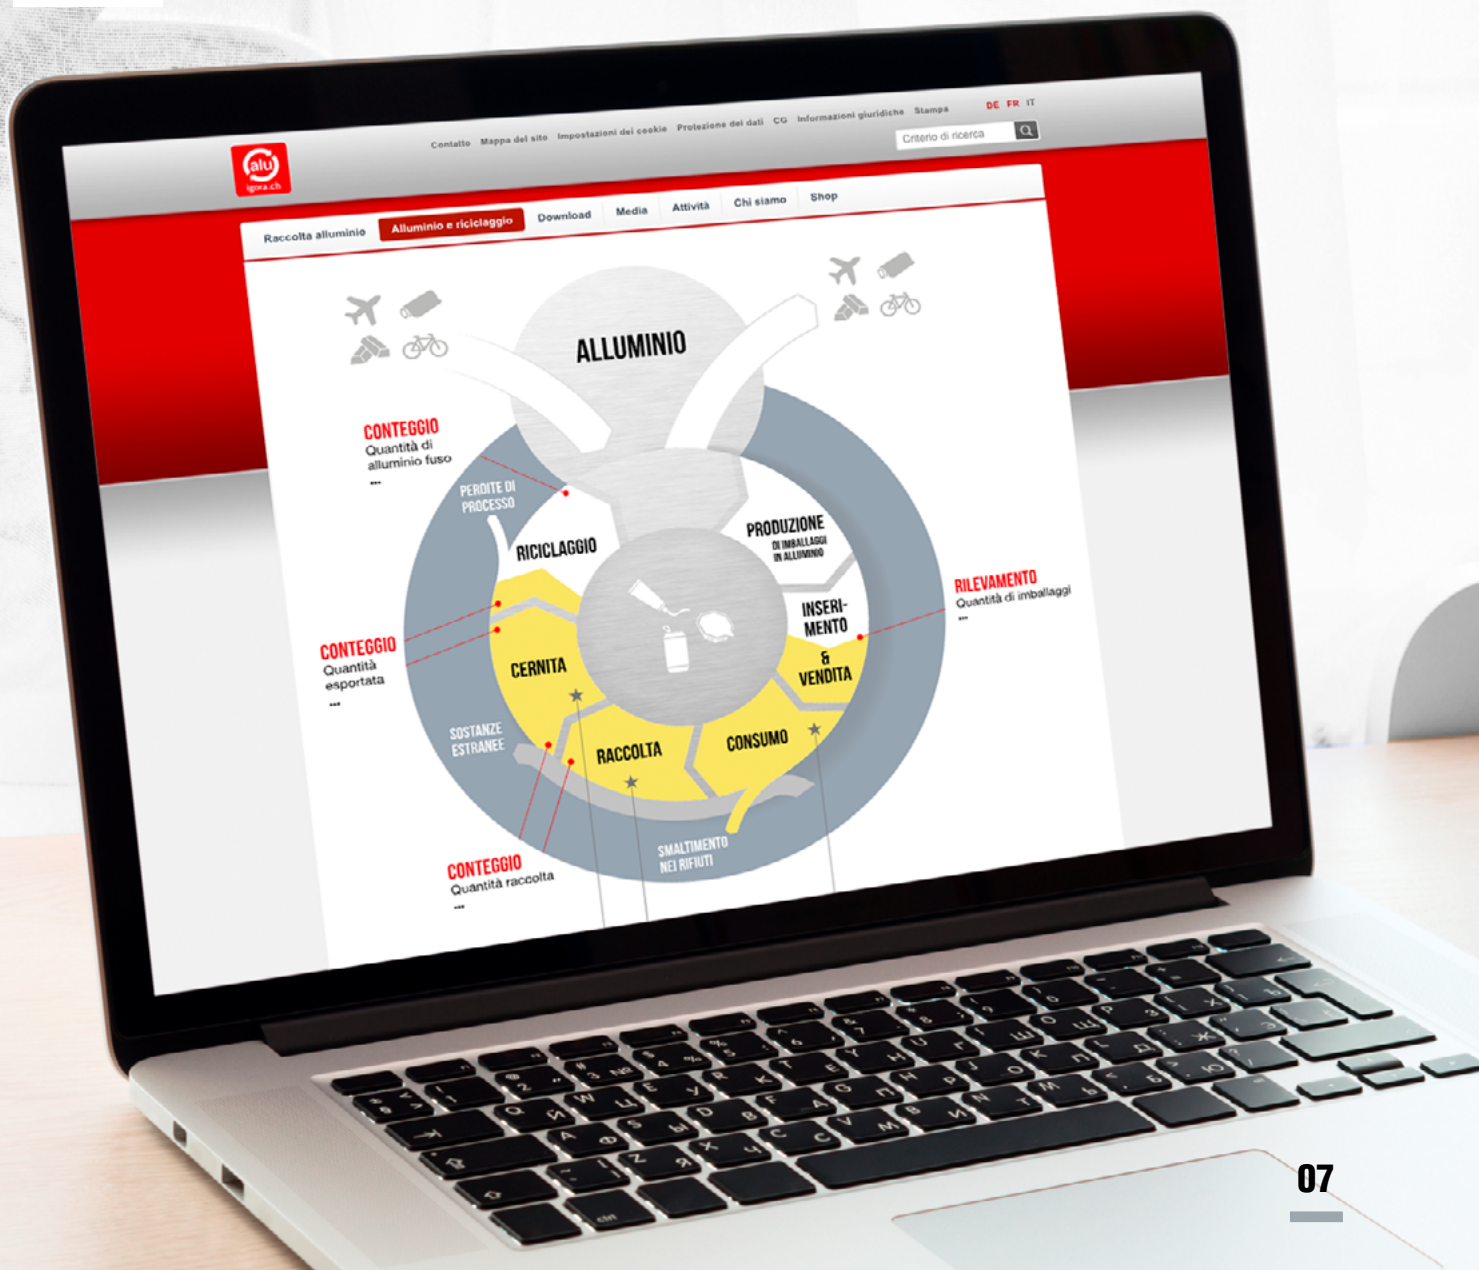 Contatto Mappa del sito Impostazioni dei cookie Protezione dei dati CG Informazioni giuridiche Stampa DE FR IT
Criterio di ricerca
alu
igora.ch
Raccolta alluminio Alluminio e riciclaggio Download Media Attività Chi siamo Shop
ALLUMINIO
CONTEGGIO
Quantità di
alluminio fuso
...
PERDITE DI
PROCESSO
RICICLAGGIO
PRODUZIONE
DI IMBALLAGGI
IN ALLUMINIO
INSERI-
MENTO
&
VENDITA
RILEVAMENTO
Quantità di imballaggi
...
CONTEGGIO
Quantità
esportata
...
CERNITA
SOSTANZE
ESTRANEE
RACCOLTA
CONSUMO
SMALTIMENTO
NEI RIFIUTI
CONTEGGIO
Quantità raccolta
...
07